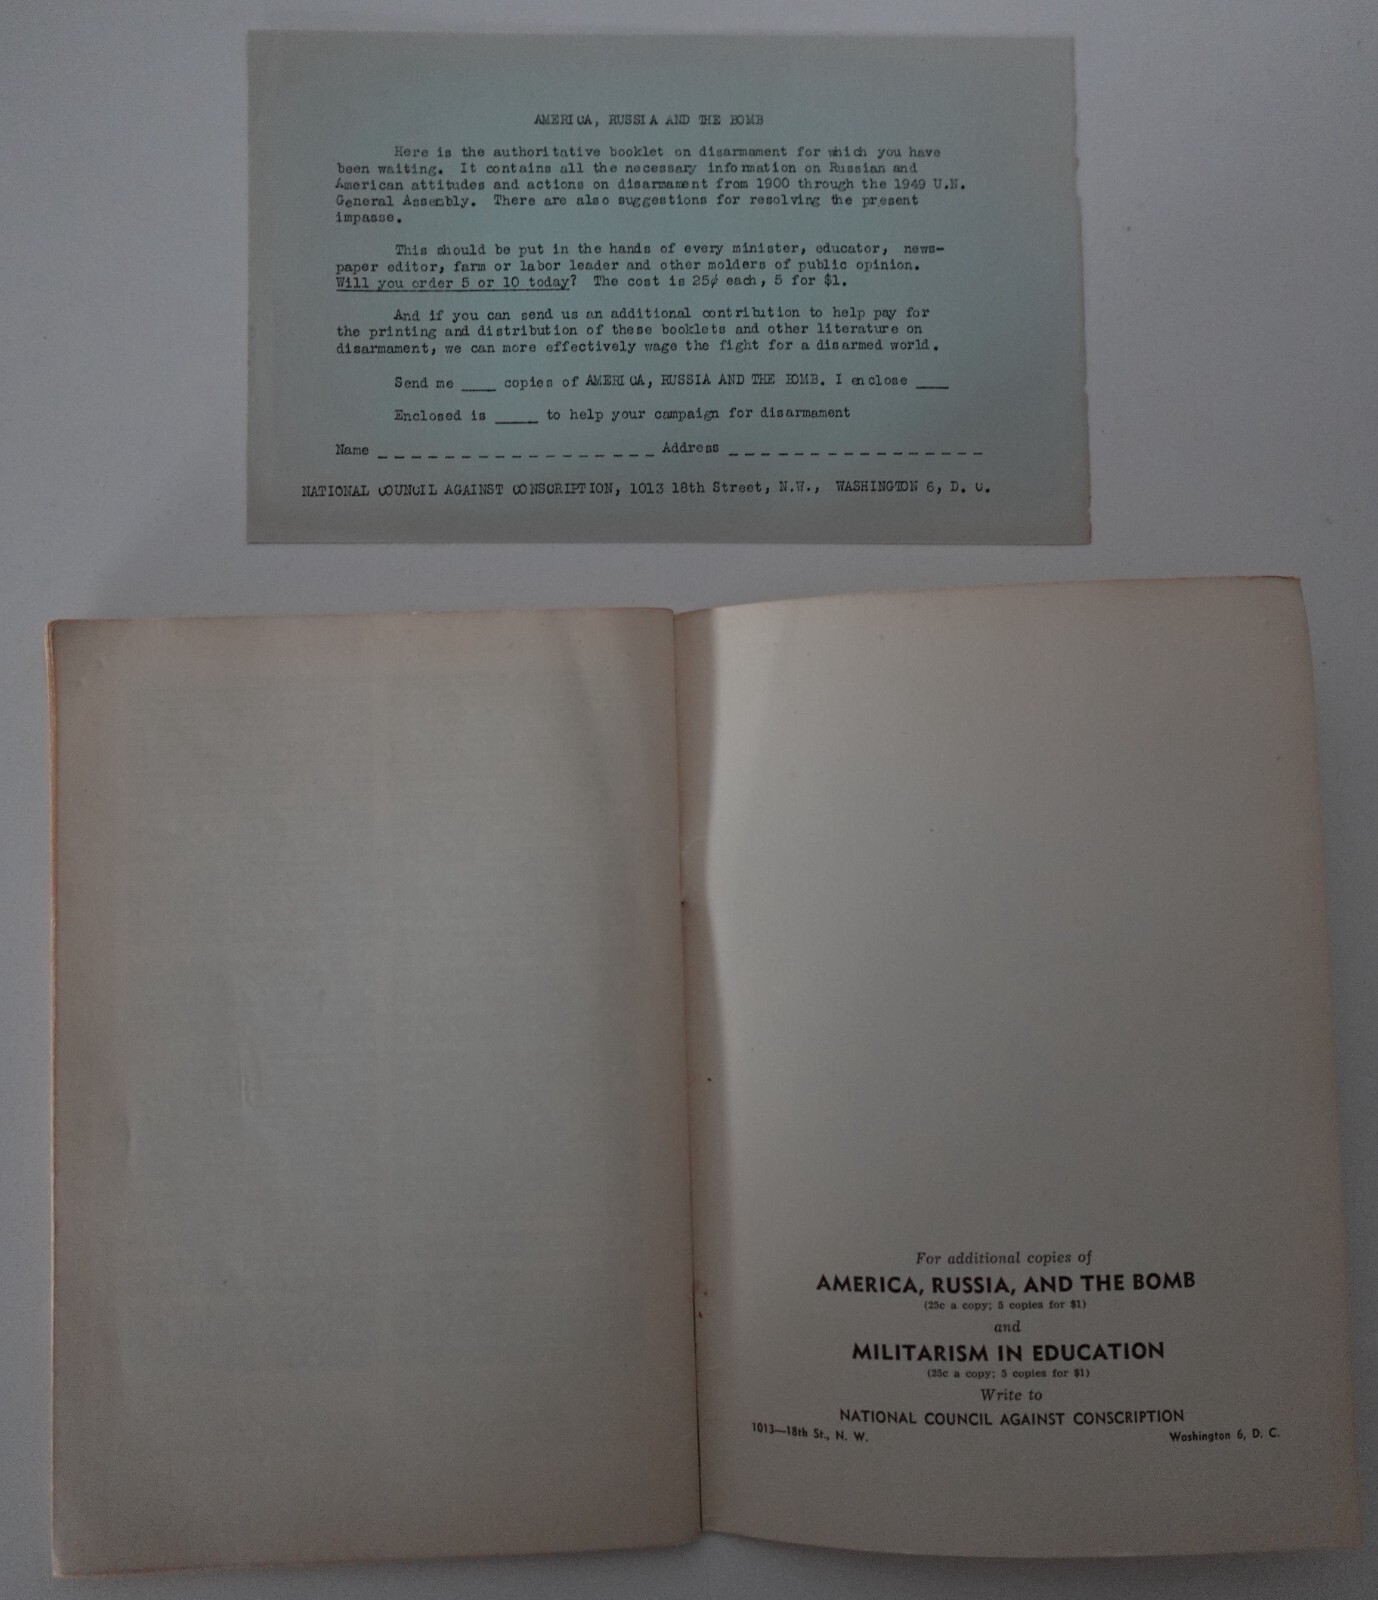 AMERICA, RUSSIA AND THE BOMB
Here is the authoritative booklet on disarmament for which you have
been waiting. It contains all the necessary information on Russian and
American attitudes and actions on disarmament from 1900 through the 1949 U.N.
General Assembly. There are also suggestions for resolving the present
impasse.
This should be put in the hands of every minister, educator, news-
paper editor, farm or labor leader and other molders of public opinion.
Will you order 5 or 10 today? The cost is 25¢ each, 5 for $1.
And if you can send us an additional contribution to help pay for
the printing and distribution of these booklets and other literature on
disarmament, we can more effectively wage the fight for a disarmed world.
Send me ____ copies of AMERICA, RUSSIA AND THE BOMB. I enclose ____
Enclosed is _____ to help your campaign for disarmament
Name _ _ _ _ _ _ _ _ _ _ _ _ _ _ _ _ _ Address _ _ _ _ _ _ _ _ _ _ _ _ _ _ _ _
NATIONAL COUNCIL AGAINST CONSCRIPTION, 1013 18th Street, N.W., WASHINGTON 6, D. C.
For additional copies of
AMERICA, RUSSIA, AND THE BOMB
(25c a copy; 5 copies for $1)
and
MILITARISM IN EDUCATION
(25c a copy; 5 copies for $1)
Write to
NATIONAL COUNCIL AGAINST CONSCRIPTION
1013—18th St., N. W. Washington 6, D. C.